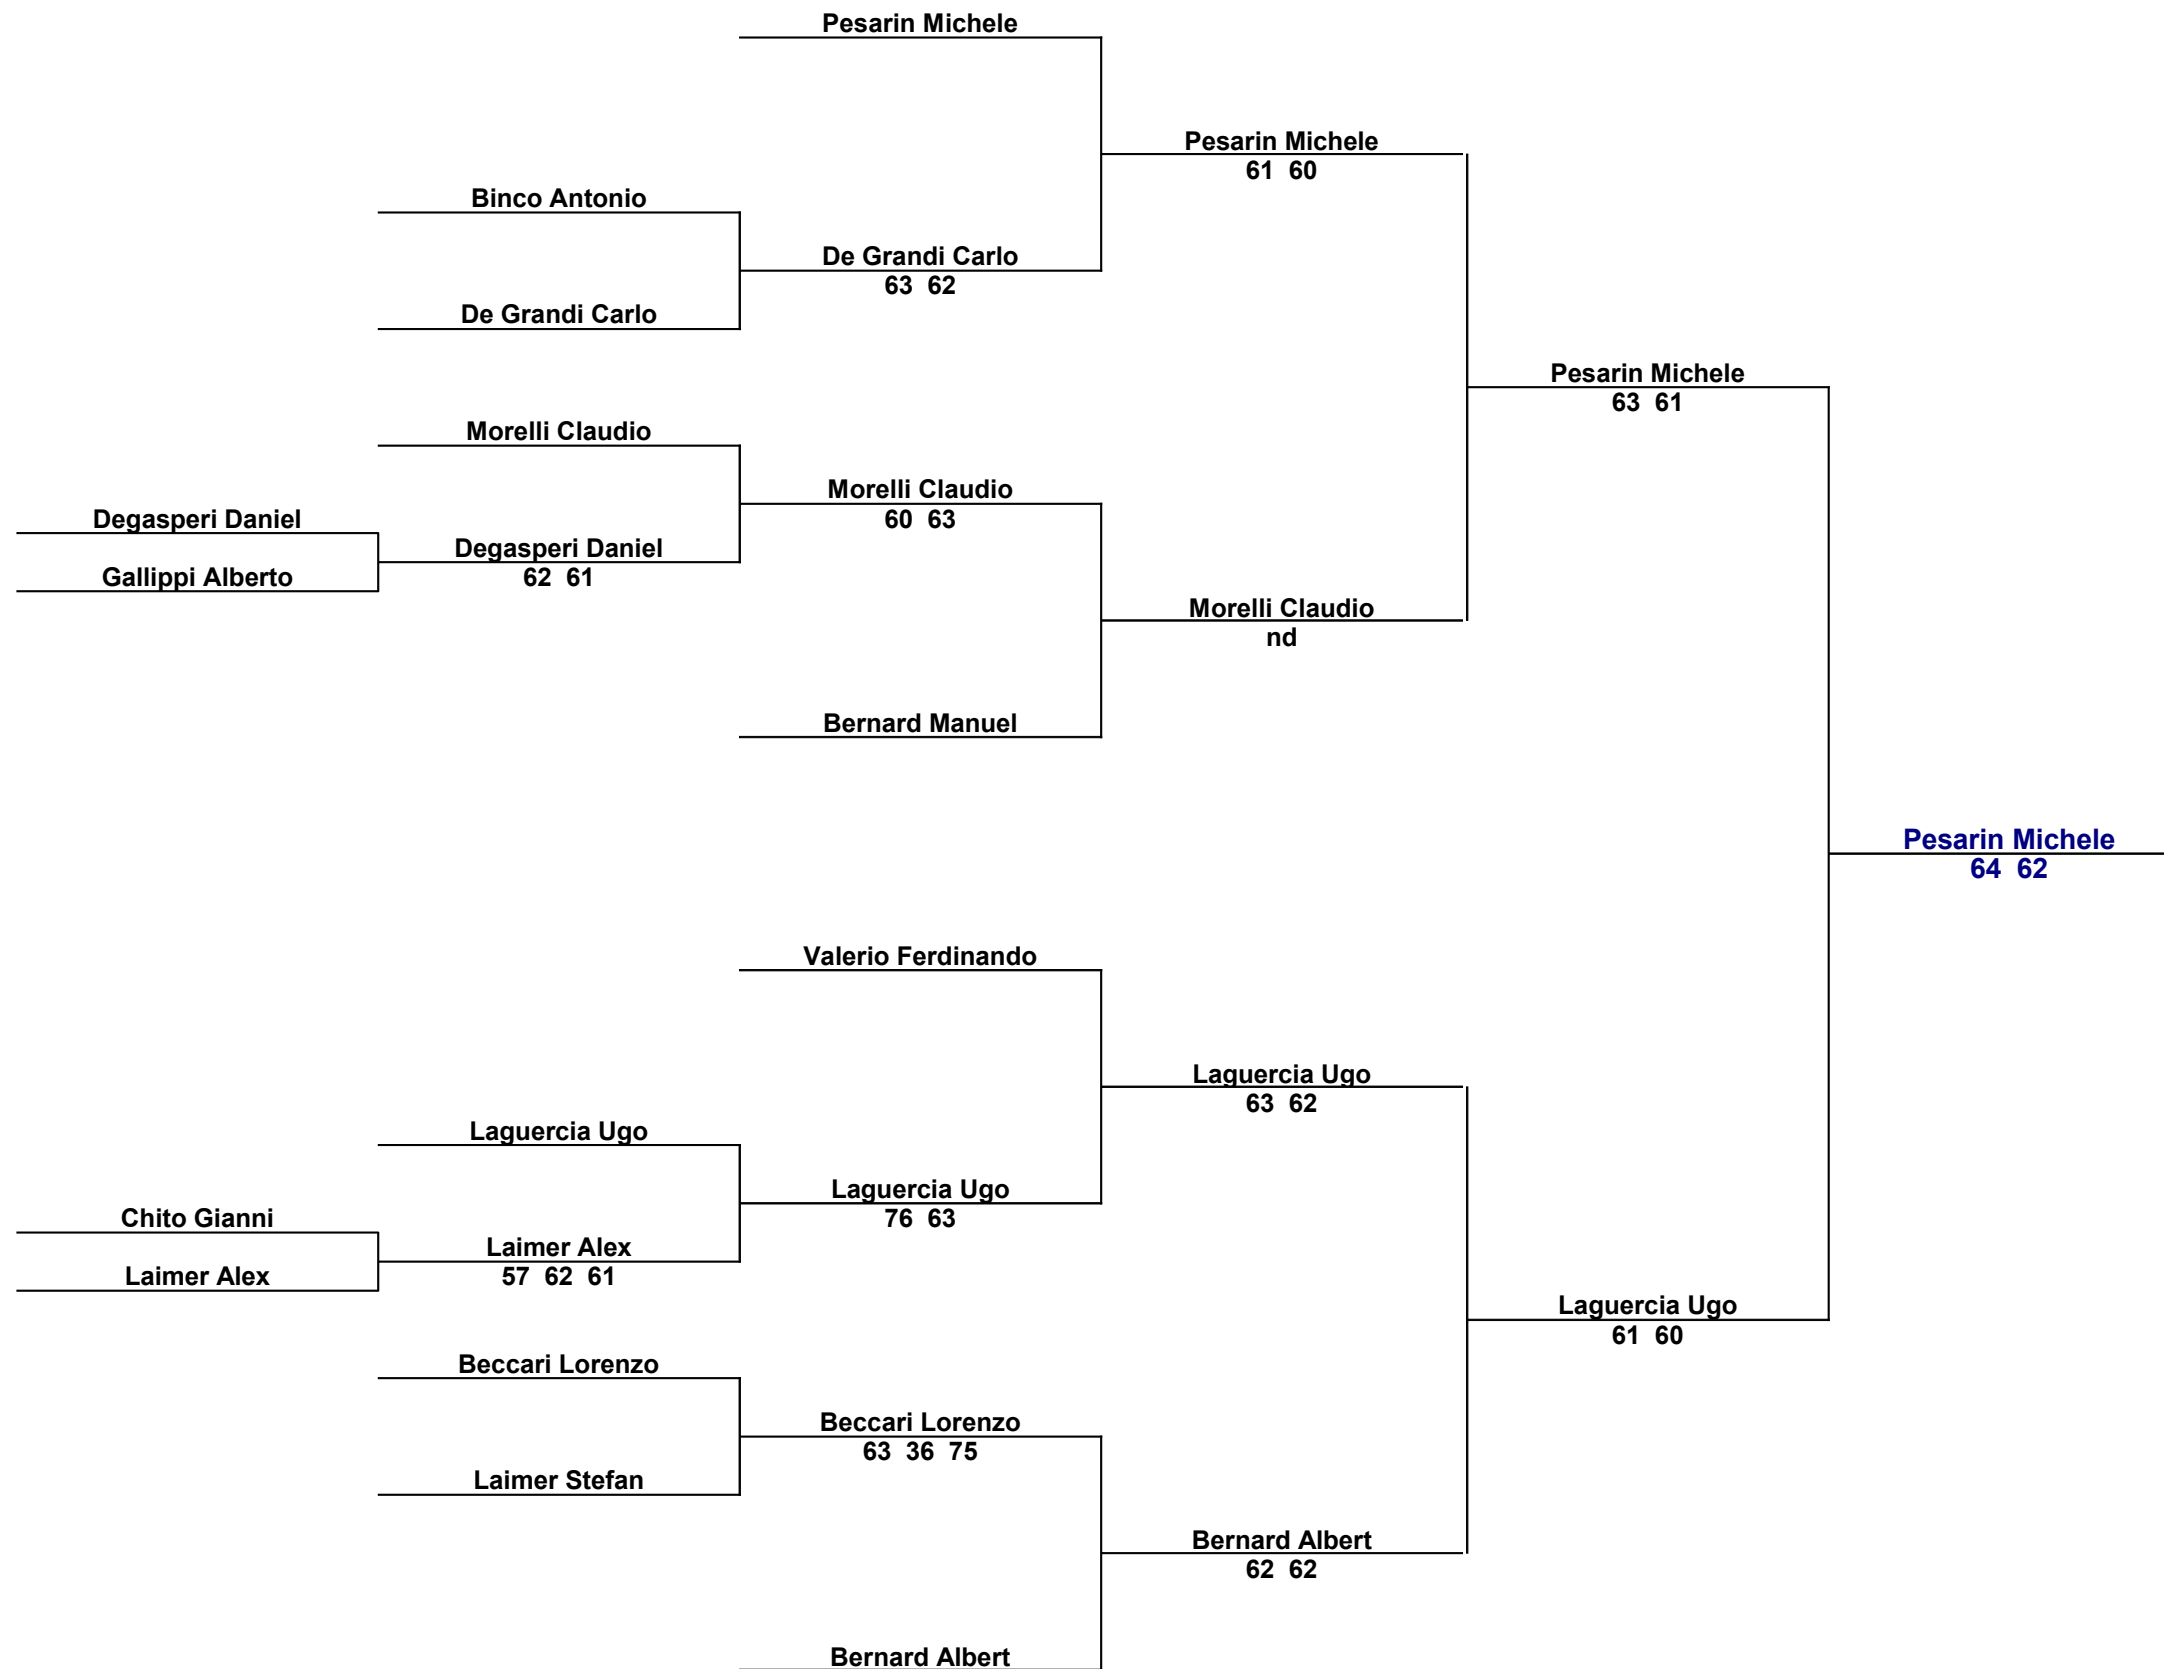 Pesarin Michele
Pesarin Michele
61 60
Binco Antonio
De Grandi Carlo
63 62
De Grandi Carlo
Pesarin Michele
63 61
Morelli Claudio
Morelli Claudio
60 63
Degasperi Daniel
Degasperi Daniel
62 61
Gallippi Alberto
Morelli Claudio
nd
Bernard Manuel
Pesarin Michele
64 62
Valerio Ferdinando
Laguercia Ugo
63 62
Laguercia Ugo
Laguercia Ugo
76 63
Chito Gianni
Laimer Alex
57 62 61
Laimer Alex
Laguercia Ugo
61 60
Beccari Lorenzo
Beccari Lorenzo
63 36 75
Laimer Stefan
Bernard Albert
62 62
Bernard Albert